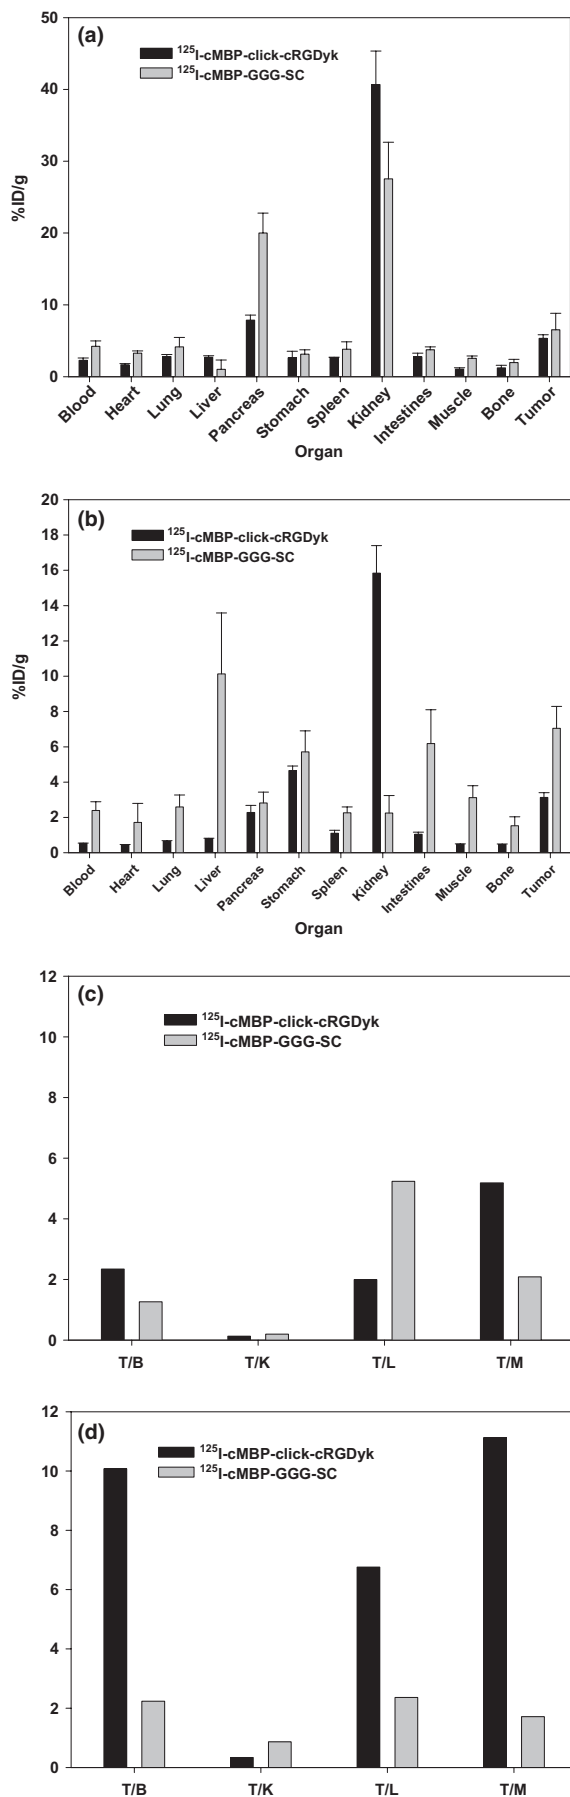 (a)
¹²⁵I-cMBP-click-cRGDyk
¹²⁵I-cMBP-GGG-SC
50
40
30
20
10
0
%ID/g
Blood Heart Lung Liver Pancreas Stomach Spleen Kidney Intestines Muscle Bone Tumor
Organ
(b)
¹²⁵I-cMBP-click-cRGDyk
¹²⁵I-cMBP-GGG-SC
20
18
16
14
12
10
8
6
4
2
0
%ID/g
Blood Heart Lung Liver Pancreas Stomach Spleen Kidney Intestines Muscle Bone Tumor
Organ
(c)
¹²⁵I-cMBP-click-cRGDyk
¹²⁵I-cMBP-GGG-SC
12
10
8
6
4
2
0
T/B T/K T/L T/M
(d)
¹²⁵I-cMBP-click-cRGDyk
¹²⁵I-cMBP-GGG-SC
12
10
8
6
4
2
0
T/B T/K T/L T/M